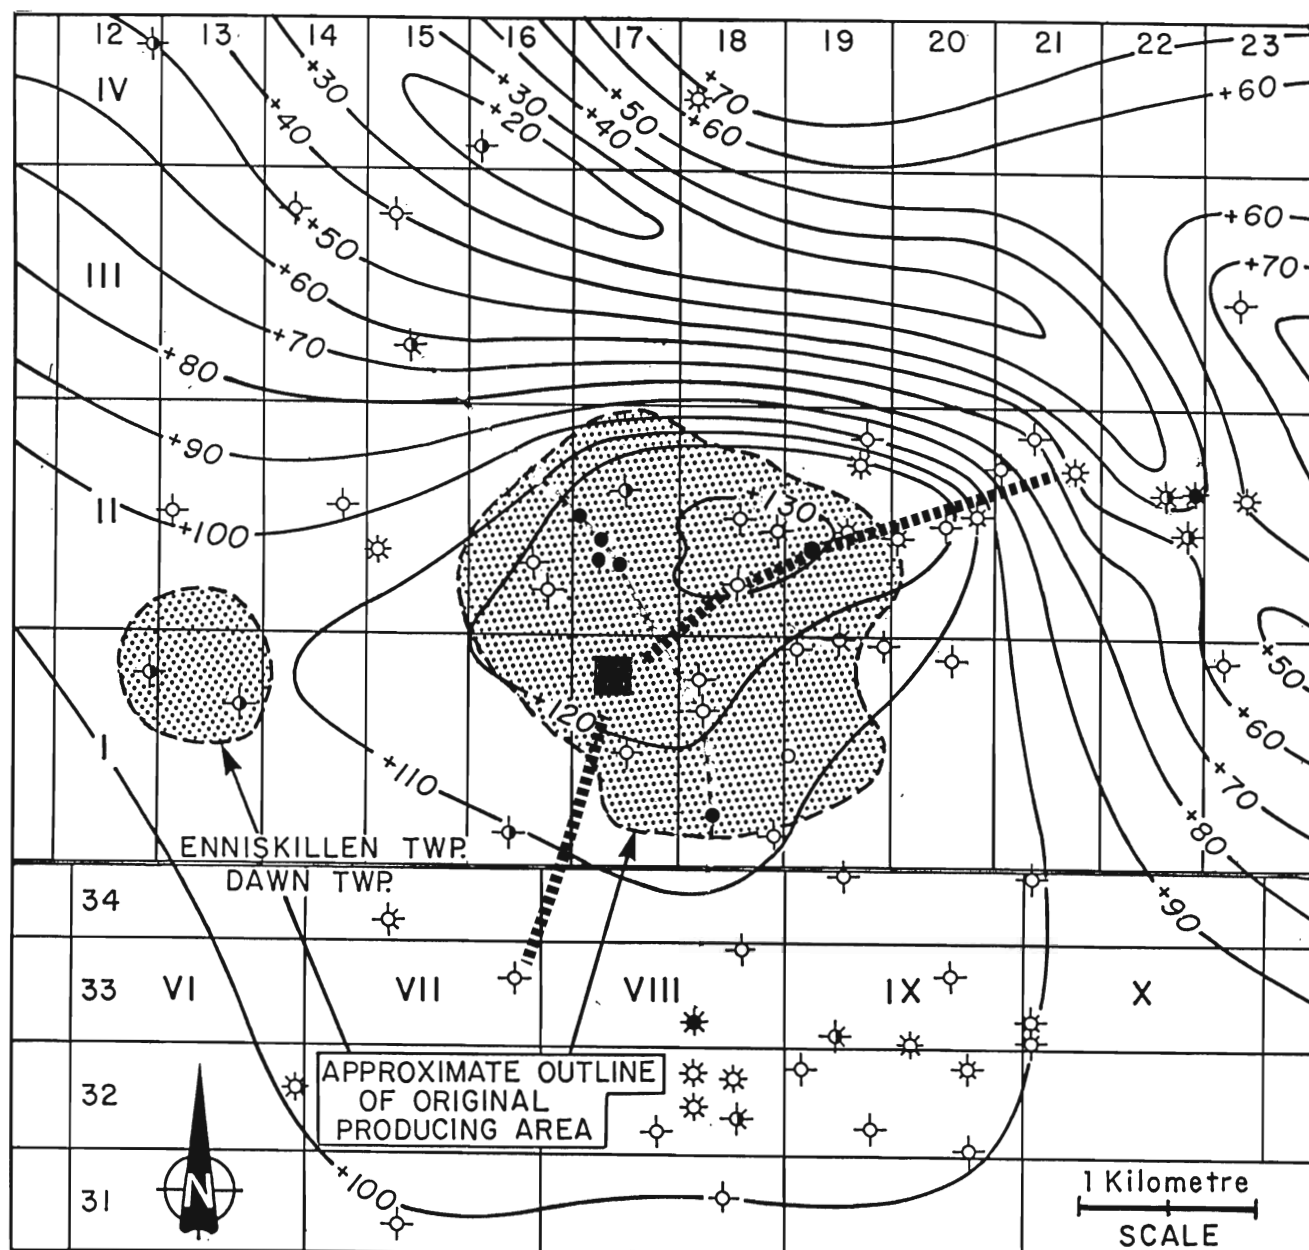 12 13 14 15 16 17 18 19 20 21 22 23
IV
+30
+40
+30
+20
+50
+40
+70
+60
+60
+50
+60
III
+60
+70
+70
+80
+90
II
+100
+130
+120
+50
+60
I
+110
+70
+80
ENNISKILLEN TWP.
DAWN TWP.
34
+90
33
VI VII VIII IX X
APPROXIMATE OUTLINE
OF ORIGINAL
PRODUCING AREA
32
+100
31
N
1 Kilometre
SCALE